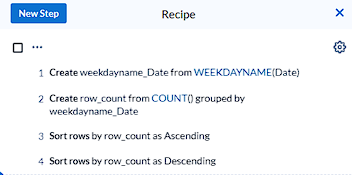 New Step
Recipe
1 Create weekdayname_Date from WEEKDAYNAME(Date)
2 Create row_count from COUNT() grouped by
weekdayname_Date
3 Sort rows by row_count as Ascending
4 Sort rows by row_count as Descending